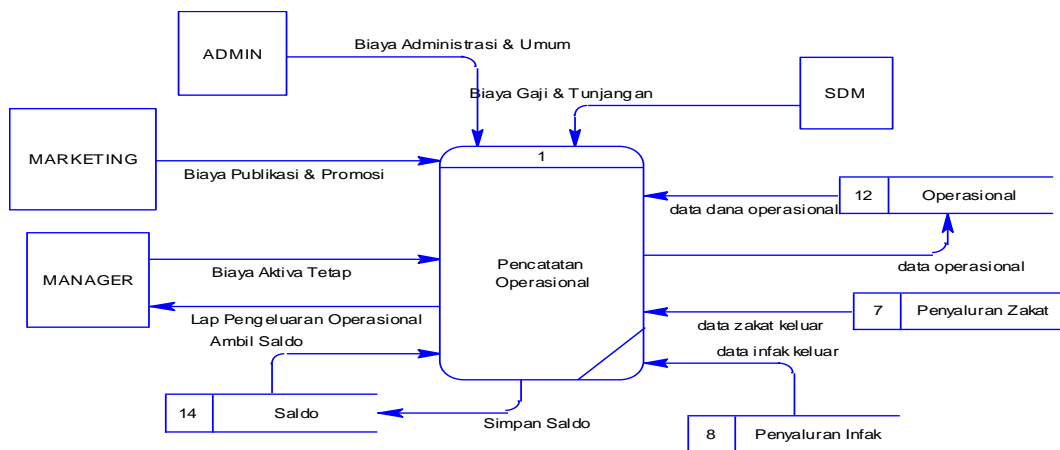 ADMIN
Biaya Administrasi & Umum
Biaya Gaji & Tunjangan
SDM
MARKETING
Biaya Publikasi & Promosi
1
12
Operasional
data dana operasional
MANAGER
Biaya Aktiva Tetap
Pencatatan
Operasional
data operasional
Lap Pengeluaran Operasional
7
Penyaluran Zakat
data zakat keluar
Ambil Saldo
data infak keluar
14
Saldo
Simpan Saldo
8
Penyaluran Infak